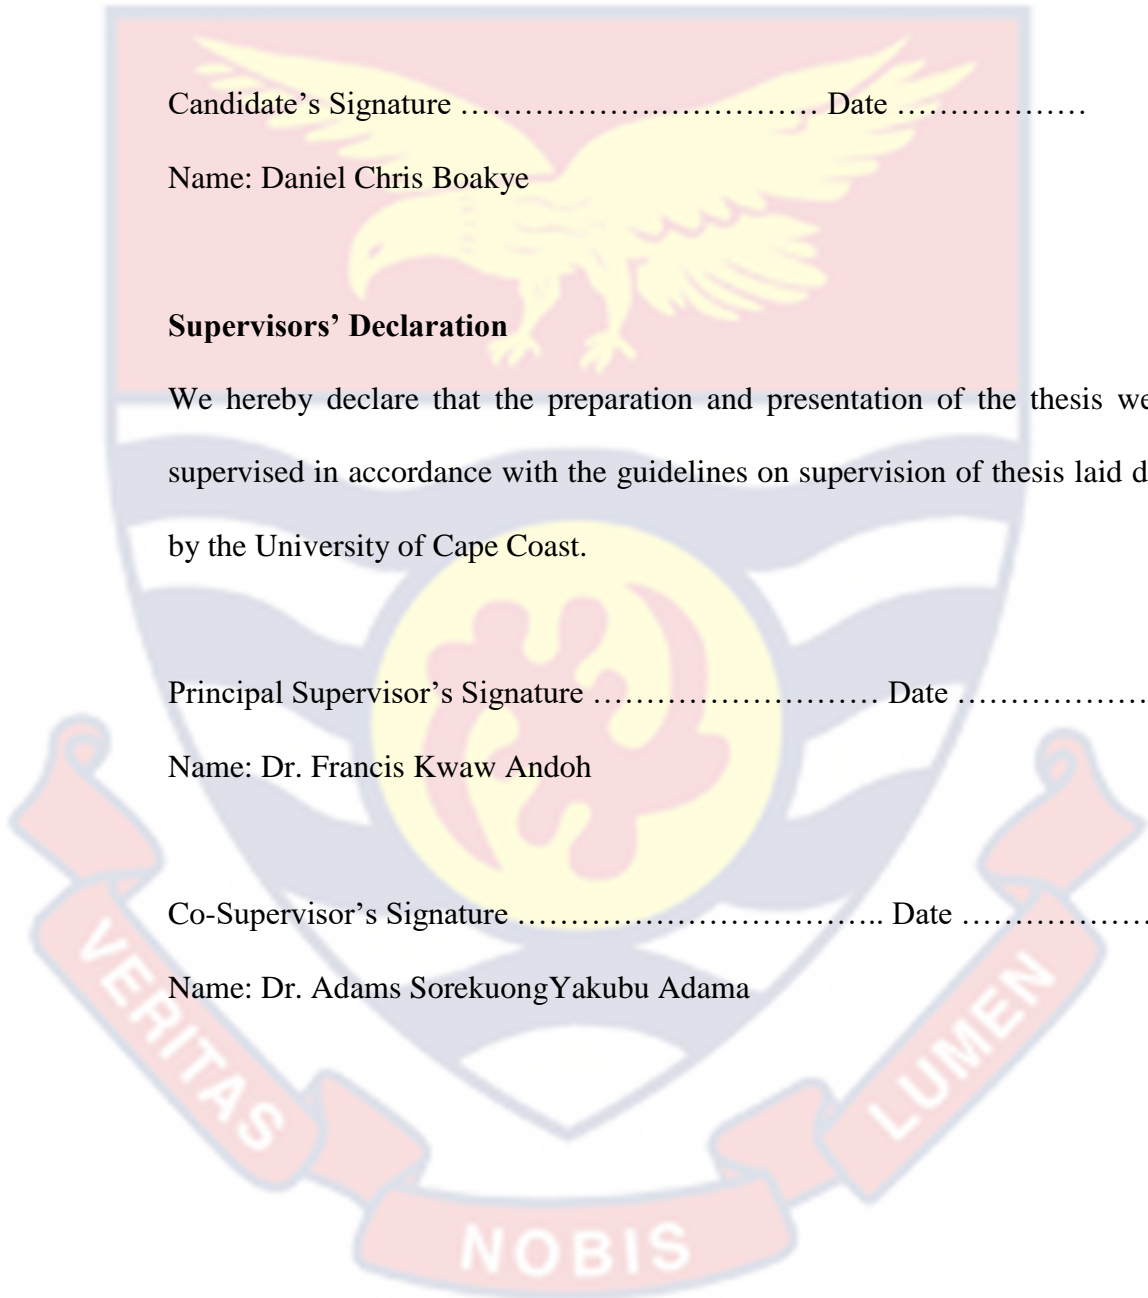 Candidate’s Signature ……………….…………… Date ………………
Name: Daniel Chris Boakye
Supervisors’ Declaration
We hereby declare that the preparation and presentation of the thesis we
supervised in accordance with the guidelines on supervision of thesis laid d
by the University of Cape Coast.
Principal Supervisor’s Signature ……………………… Date ………………
Name: Dr. Francis Kwaw Andoh
Co-Supervisor’s Signature ………….………………….. Date ………………
Name: Dr. Adams SorekuongYakubu Adama
VERITAS
NOBIS
LUMEN